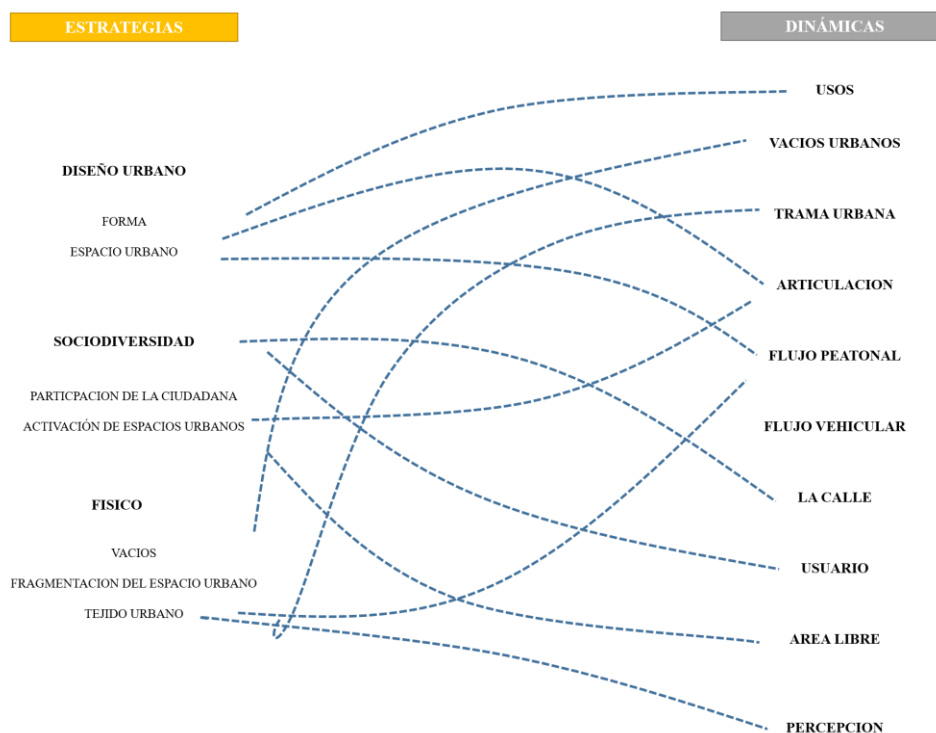 ESTRATEGIAS
DISEÑO URBANO
FORMA
ESPACIO URBANO
SOCIODIVERSIDAD
PARTICPACION DE LA CIUDADANA
ACTIVACIÓN DE ESPACIOS URBANOS
FISICO
VACIOS
FRAGMENTACION DEL ESPACIO URBANO
TEJIDO URBANO
DINÁMICAS
USOS
VACIOS URBANOS
TRAMA URBANA
ARTICULACION
FLUJO PEATONAL
FLUJO VEHICULAR
LA CALLE
USUARIO
AREA LIBRE
PERCEPCION